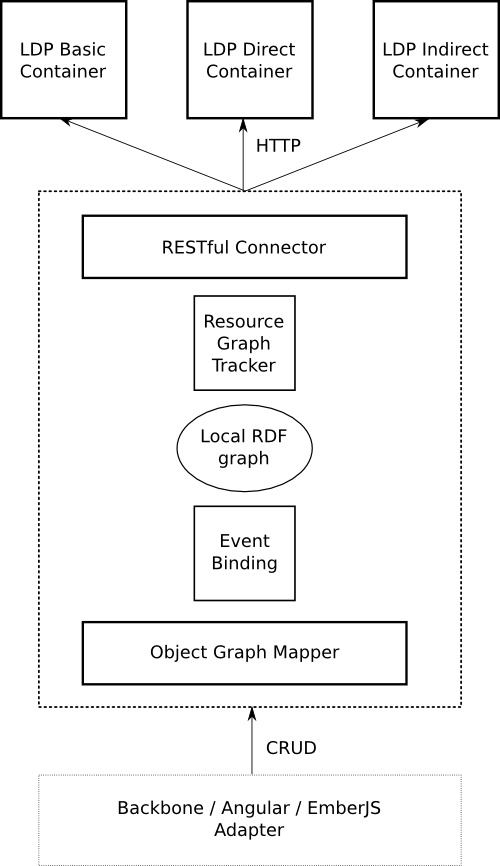 LDP Basic
Container
LDP Direct
Container
LDP Indirect
Container
HTTP
RESTful Connector
Resource
Graph
Tracker
Local RDF
graph
Event
Binding
Object Graph Mapper
CRUD
Backbone / Angular / EmberJS
Adapter